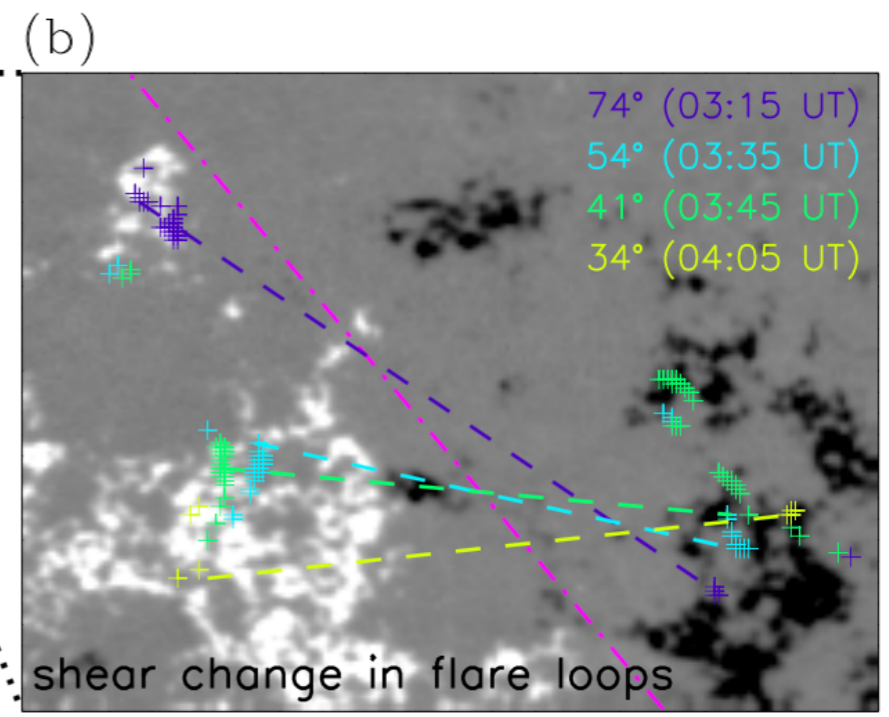 (b)
74° (03:15 UT)
54° (03:35 UT)
41° (03:45 UT)
34° (04:05 UT)
shear change in flare loops